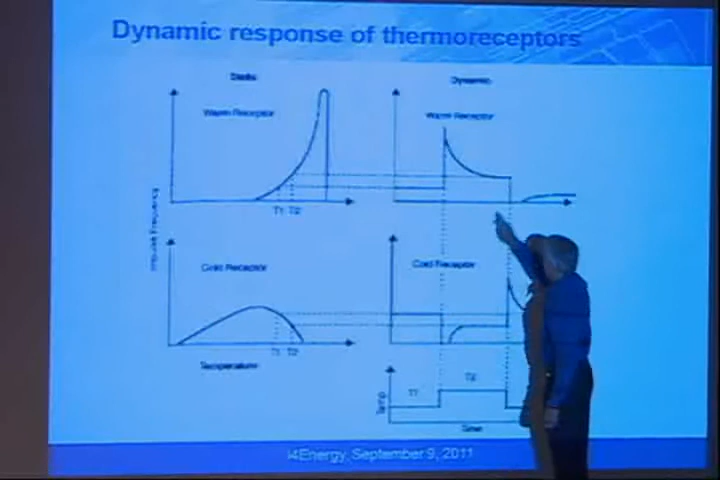 Dynamic response of thermoreceptors
Static
Dynamic
Warm Receptor
Warm Receptor
T1 T2
Impulse Frequency
Cold Receptor
Cold Receptor
T1 T2
Temperature
Temp
T1
T2
Time
i4Energy, September 9, 2011